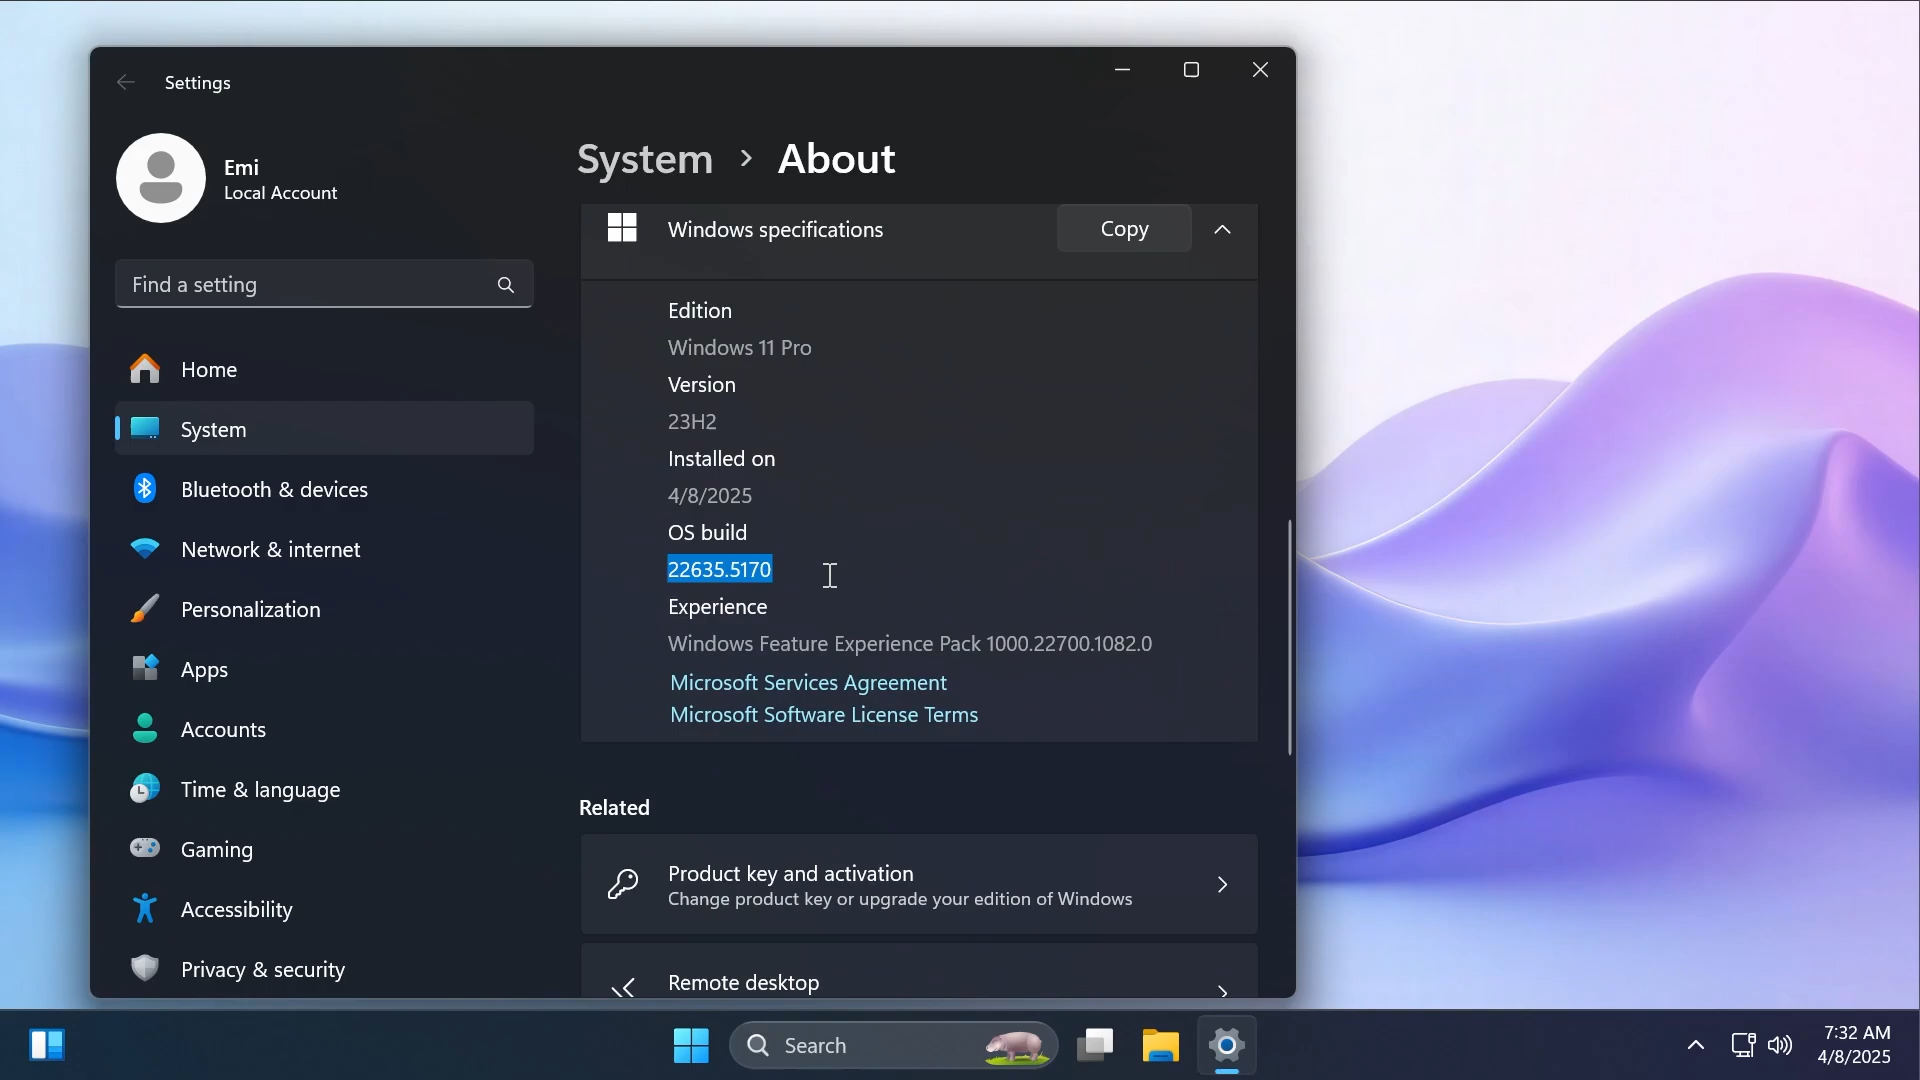 Settings
Emi
Local Account
Find a setting
Home
System
Bluetooth & devices
Network & internet
Personalization
Apps
Accounts
Time & language
Gaming
Accessibility
Privacy & security
System > About
Windows specifications
Copy
Edition
Windows 11 Pro
Version
23H2
Installed on
4/8/2025
OS build
22635.5170
Experience
Windows Feature Experience Pack 1000.22700.1082.0
Microsoft Services Agreement
Microsoft Software License Terms
Related
Product key and activation
Change product key or upgrade your edition of Windows
Remote desktop
Search
7:32 AM
4/8/2025